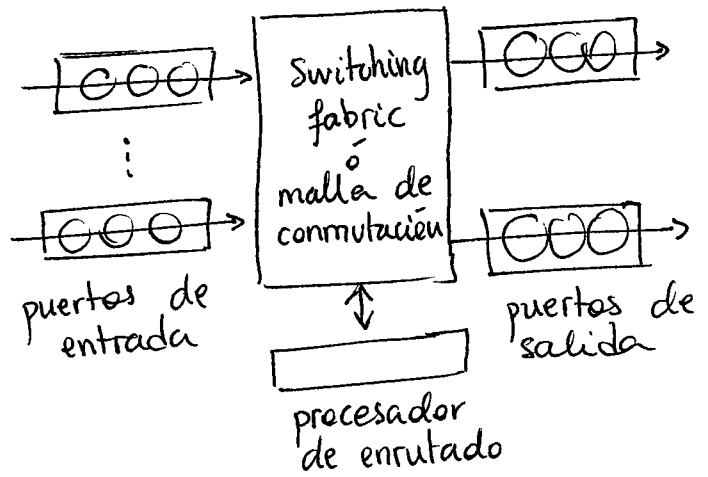 Switching
fabric
ó
malla de
conmutación
puertos de
entrada
puertos de
salida
procesador
de enrutado